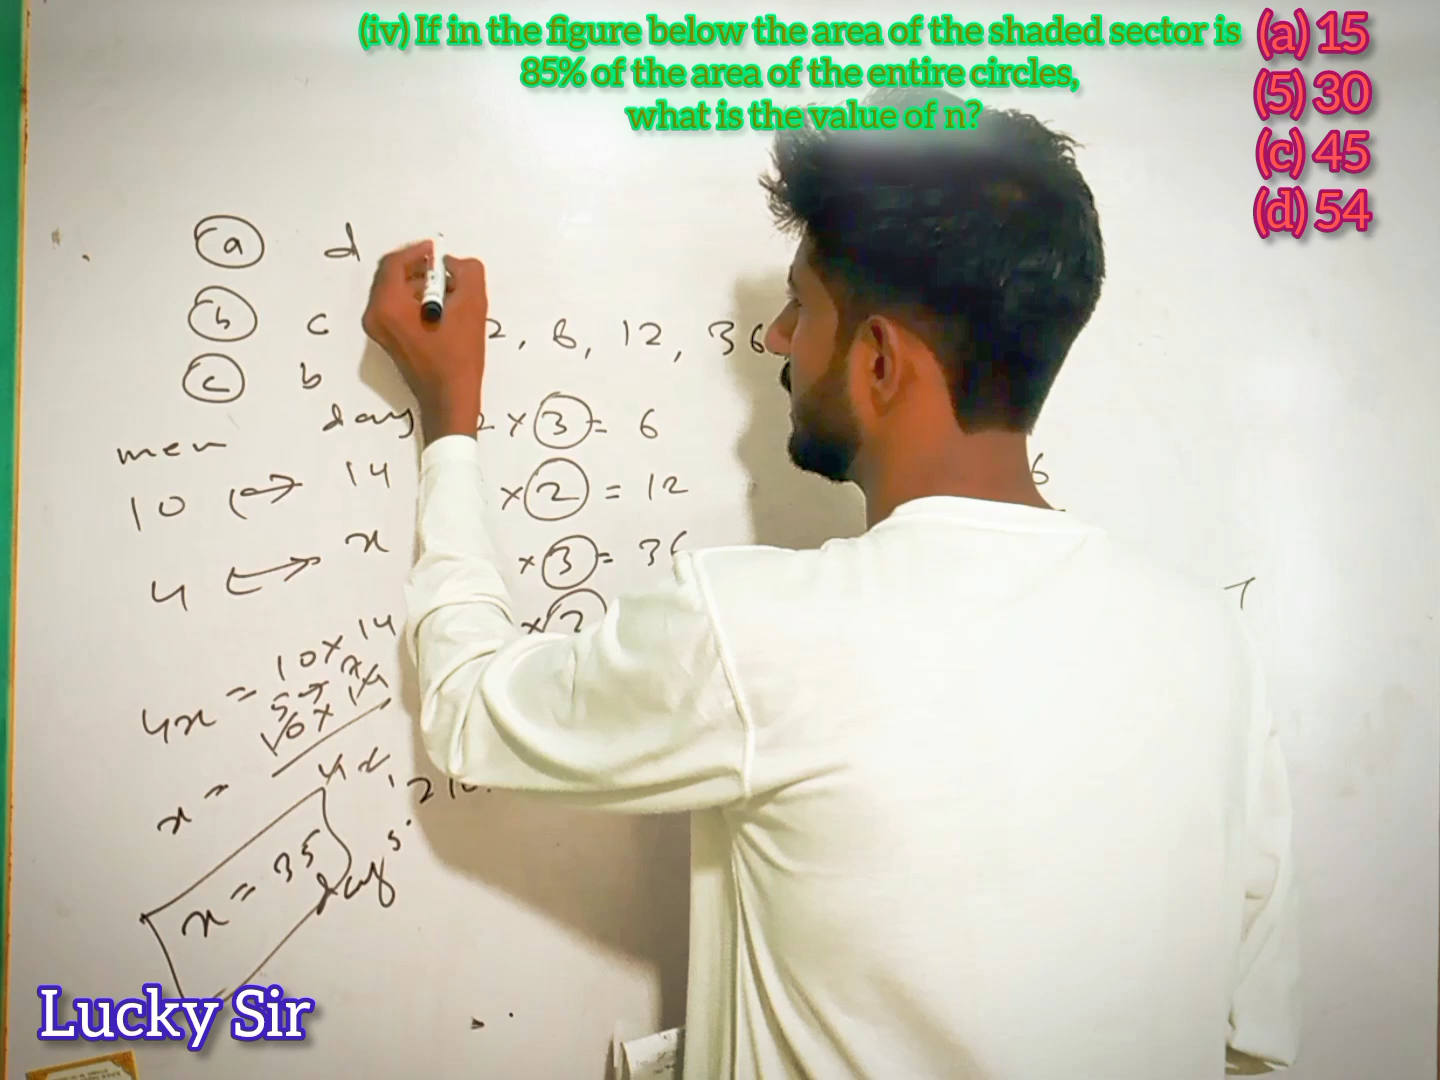 (iv) If in the figure below the area of the shaded sector is
85% of the area of the entire circles,
what is the value of n?
(a) 15
(5) 30
(c) 45
(d) 54
a d
b c
c b
2, 6, 12, 36
men days
10 ↔ 14
4 ↔ x
4x = 10 × 14
x =
x = 35
days
2 × 3 = 6
× 2 = 12
× 3 = 36
× 2
6
Lucky Sir